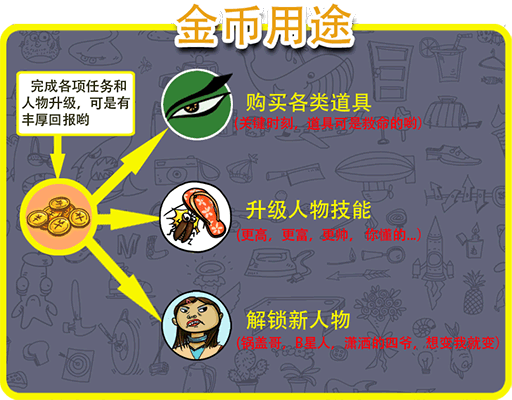 金币用途
完成各项任务和
人物升级，可是有
丰厚回报哟
购买各类道具
(关键时刻，道具可是救命的哟)
升级人物技能
(更高，更富，更帅，你懂的...)
解锁新人物
(锅盖哥，B星人，潇洒的四爷，想变我就变)